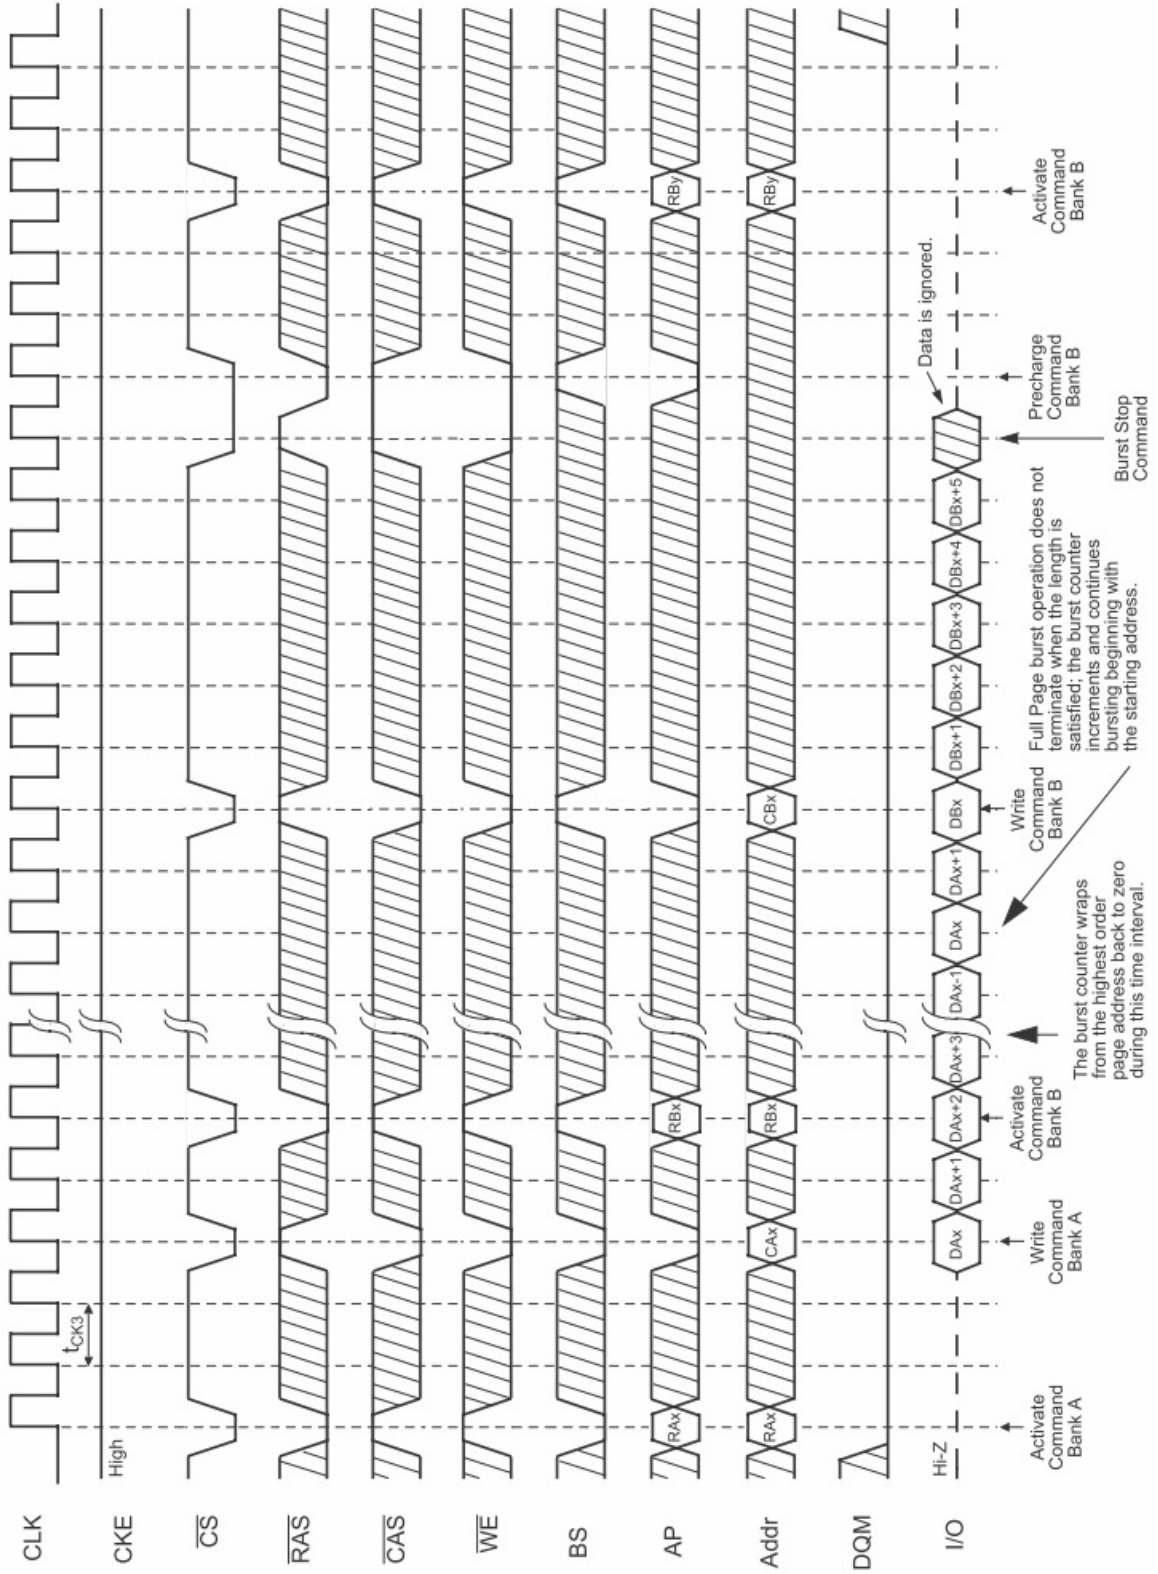 CLK
t CK3
CKE
High
CS
RAS
CAS
WE
BS
AP
RAx
RBx
RBy
Addr
RAx
CAx
RBx
CBx
RBy
DQM
I/O
Hi-Z
DAx
DAx+1
DAx+2
DAx+3
DAx-1
DAx
DAx+1
DBx
DBx+1
DBx+2
DBx+3
DBx+4
DBx+5
Data is ignored.
Activate
Command
Bank A
Write
Command
Bank A
Activate
Command
Bank B
The burst counter wraps
from the highest order
page address back to zero
during this time interval.
Write
Command
Bank B
Full Page burst operation does not
terminate when the length is
satisfied; the burst counter
increments and continues
bursting beginning with
the starting address.
Burst Stop
Command
Precharge
Command
Bank B
Activate
Command
Bank B